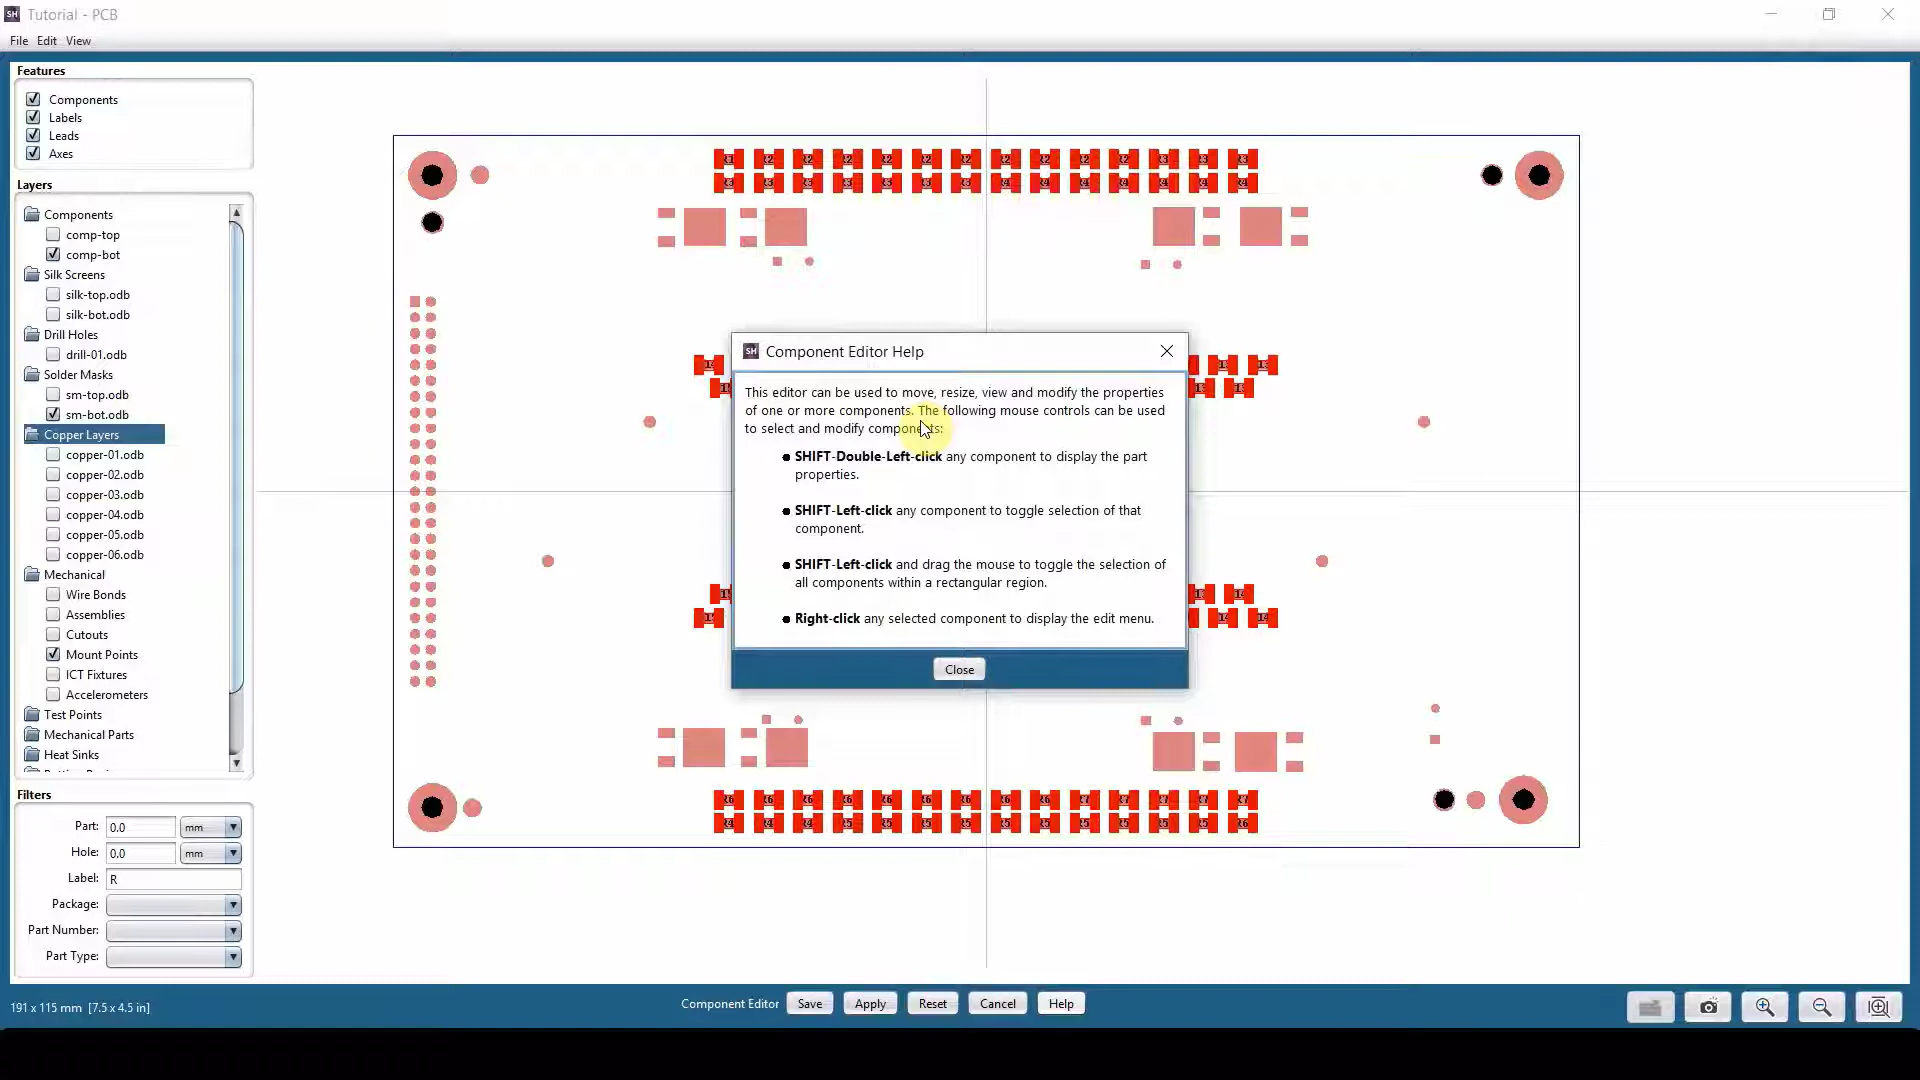 SH Tutorial - PCB
File Edit View
Features
Components
Labels
Leads
Axes
Layers
Components
comp-top
comp-bot
Silk Screens
silk-top.odb
silk-bot.odb
Drill Holes
drill-01.odb
Solder Masks
sm-top.odb
sm-bot.odb
Copper Layers
copper-01.odb
copper-02.odb
copper-03.odb
copper-04.odb
copper-05.odb
copper-06.odb
Mechanical
Wire Bonds
Assemblies
Cutouts
Mount Points
ICT Fixtures
Accelerometers
Test Points
Mechanical Parts
Heat Sinks
Filters
Part: 0.0 mm
Hole: 0.0 mm
Label: R
Package:
Part Number:
Part Type:
SH Component Editor Help
This editor can be used to move, resize, view and modify the properties
of one or more components. The following mouse controls can be used
to select and modify components:
SHIFT-Double-Left-click any component to display the part
properties.
SHIFT-Left-click any component to toggle selection of that
component.
SHIFT-Left-click and drag the mouse to toggle the selection of
all components within a rectangular region.
Right-click any selected component to display the edit menu.
Close
191 x 115 mm [7.5 x 4.5 in]
Component Editor Save Apply Reset Cancel Help